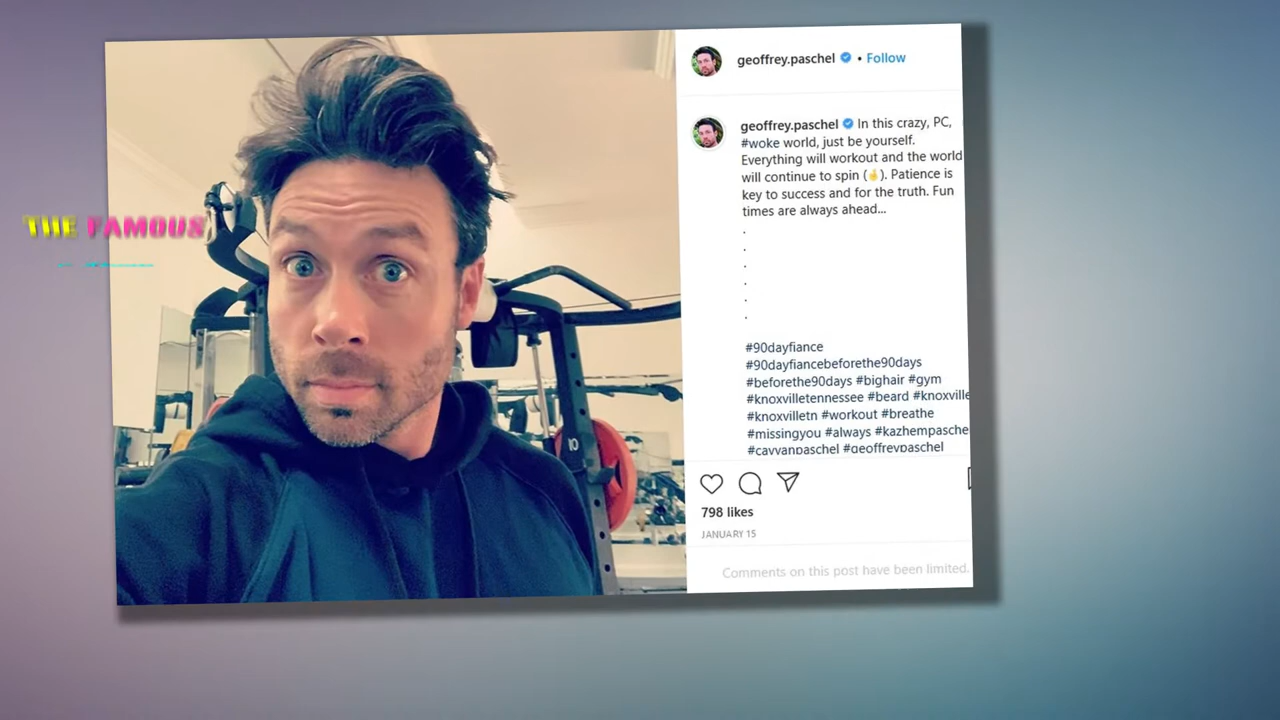 THE FAMOUS
geoffrey.paschel • Follow
geoffrey.paschel In this crazy, PC,
#woke world, just be yourself.
Everything will workout and the world
will continue to spin (✌). Patience is
key to success and for the truth. Fun
times are always ahead...
.
.
.
.
.
.
#90dayfiance
#90dayfiancebeforethe90days
#beforethe90days #bighair #gym
#knoxvilletennessee #beard #knoxville
#knoxvilletn #workout #breathe
#missingyou #always #kazhempasche
#cayvanpaschel #geoffreypaschel
798 likes
JANUARY 15
Comments on this post have been limited.
10